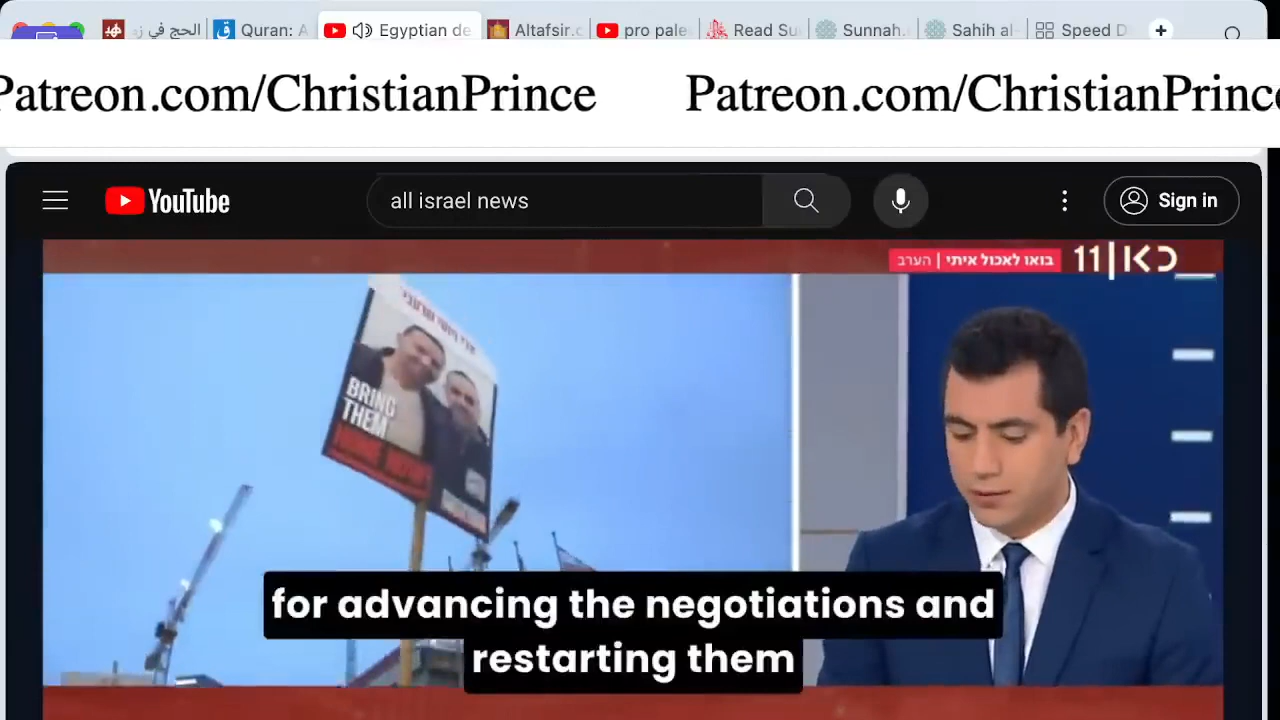 الحج في ز
Quran: A
Egyptian de
Altafsir.c
pro pale
Read Su
Sunnah.
Sahih al-
Speed D
Patreon.com/ChristianPrince Patreon.com/ChristianPrince
YouTube
all israel news
Sign in
בואו לאכול איתי | הערב
כאן 11
BRING
THEM
HOME NOW!
for advancing the negotiations and
restarting them